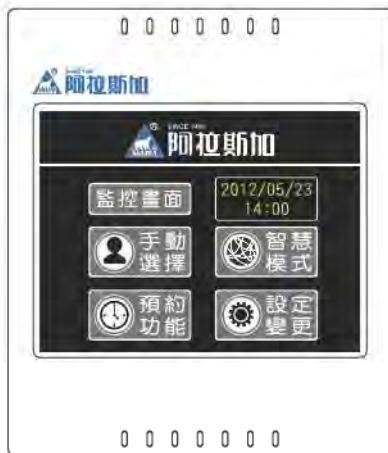 阿拉斯加
阿拉斯加
監控畫面
2012/05/23
14:00
手動
選擇
智慧
模式
預約
功能
設定
變更